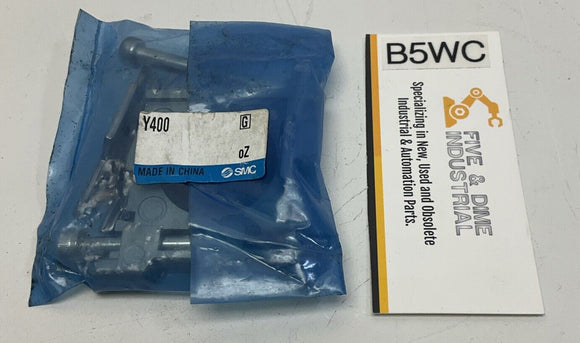 Y400
G
oZ
MADE IN CHINA SMC
B5WC
FIVE & DIME
INDUSTRIAL
Specializing in New, Used and Obsolete
Industrial & Automation Parts.